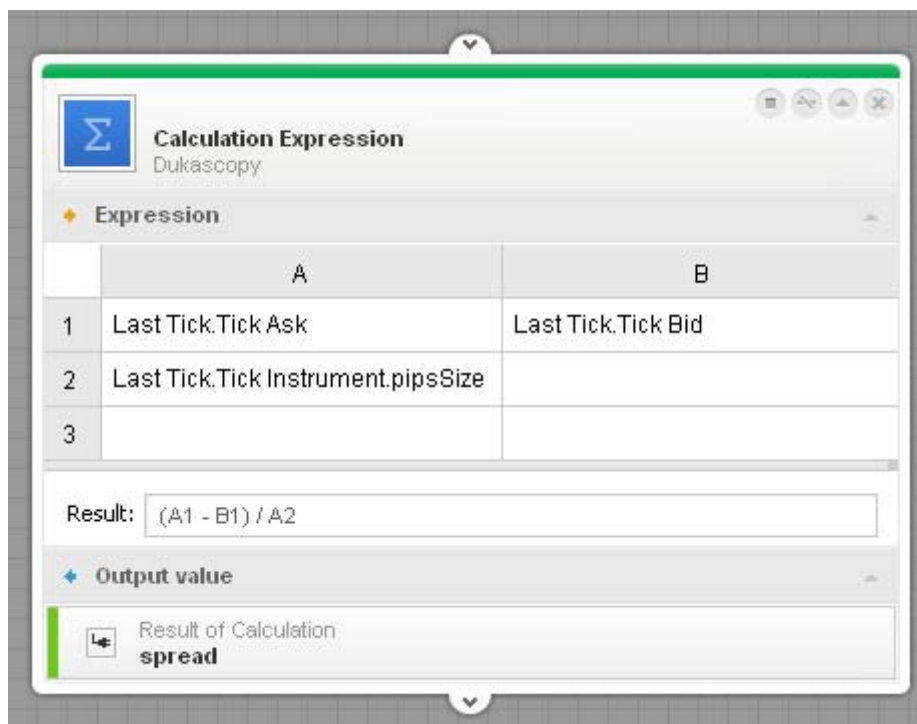 Σ
Calculation Expression
Dukascopy
Expression
A B
1 Last Tick.Tick Ask Last Tick.Tick Bid
2 Last Tick.Tick Instrument.pipsSize
3
Result: (A1 - B1) / A2
Output value
Result of Calculation
spread